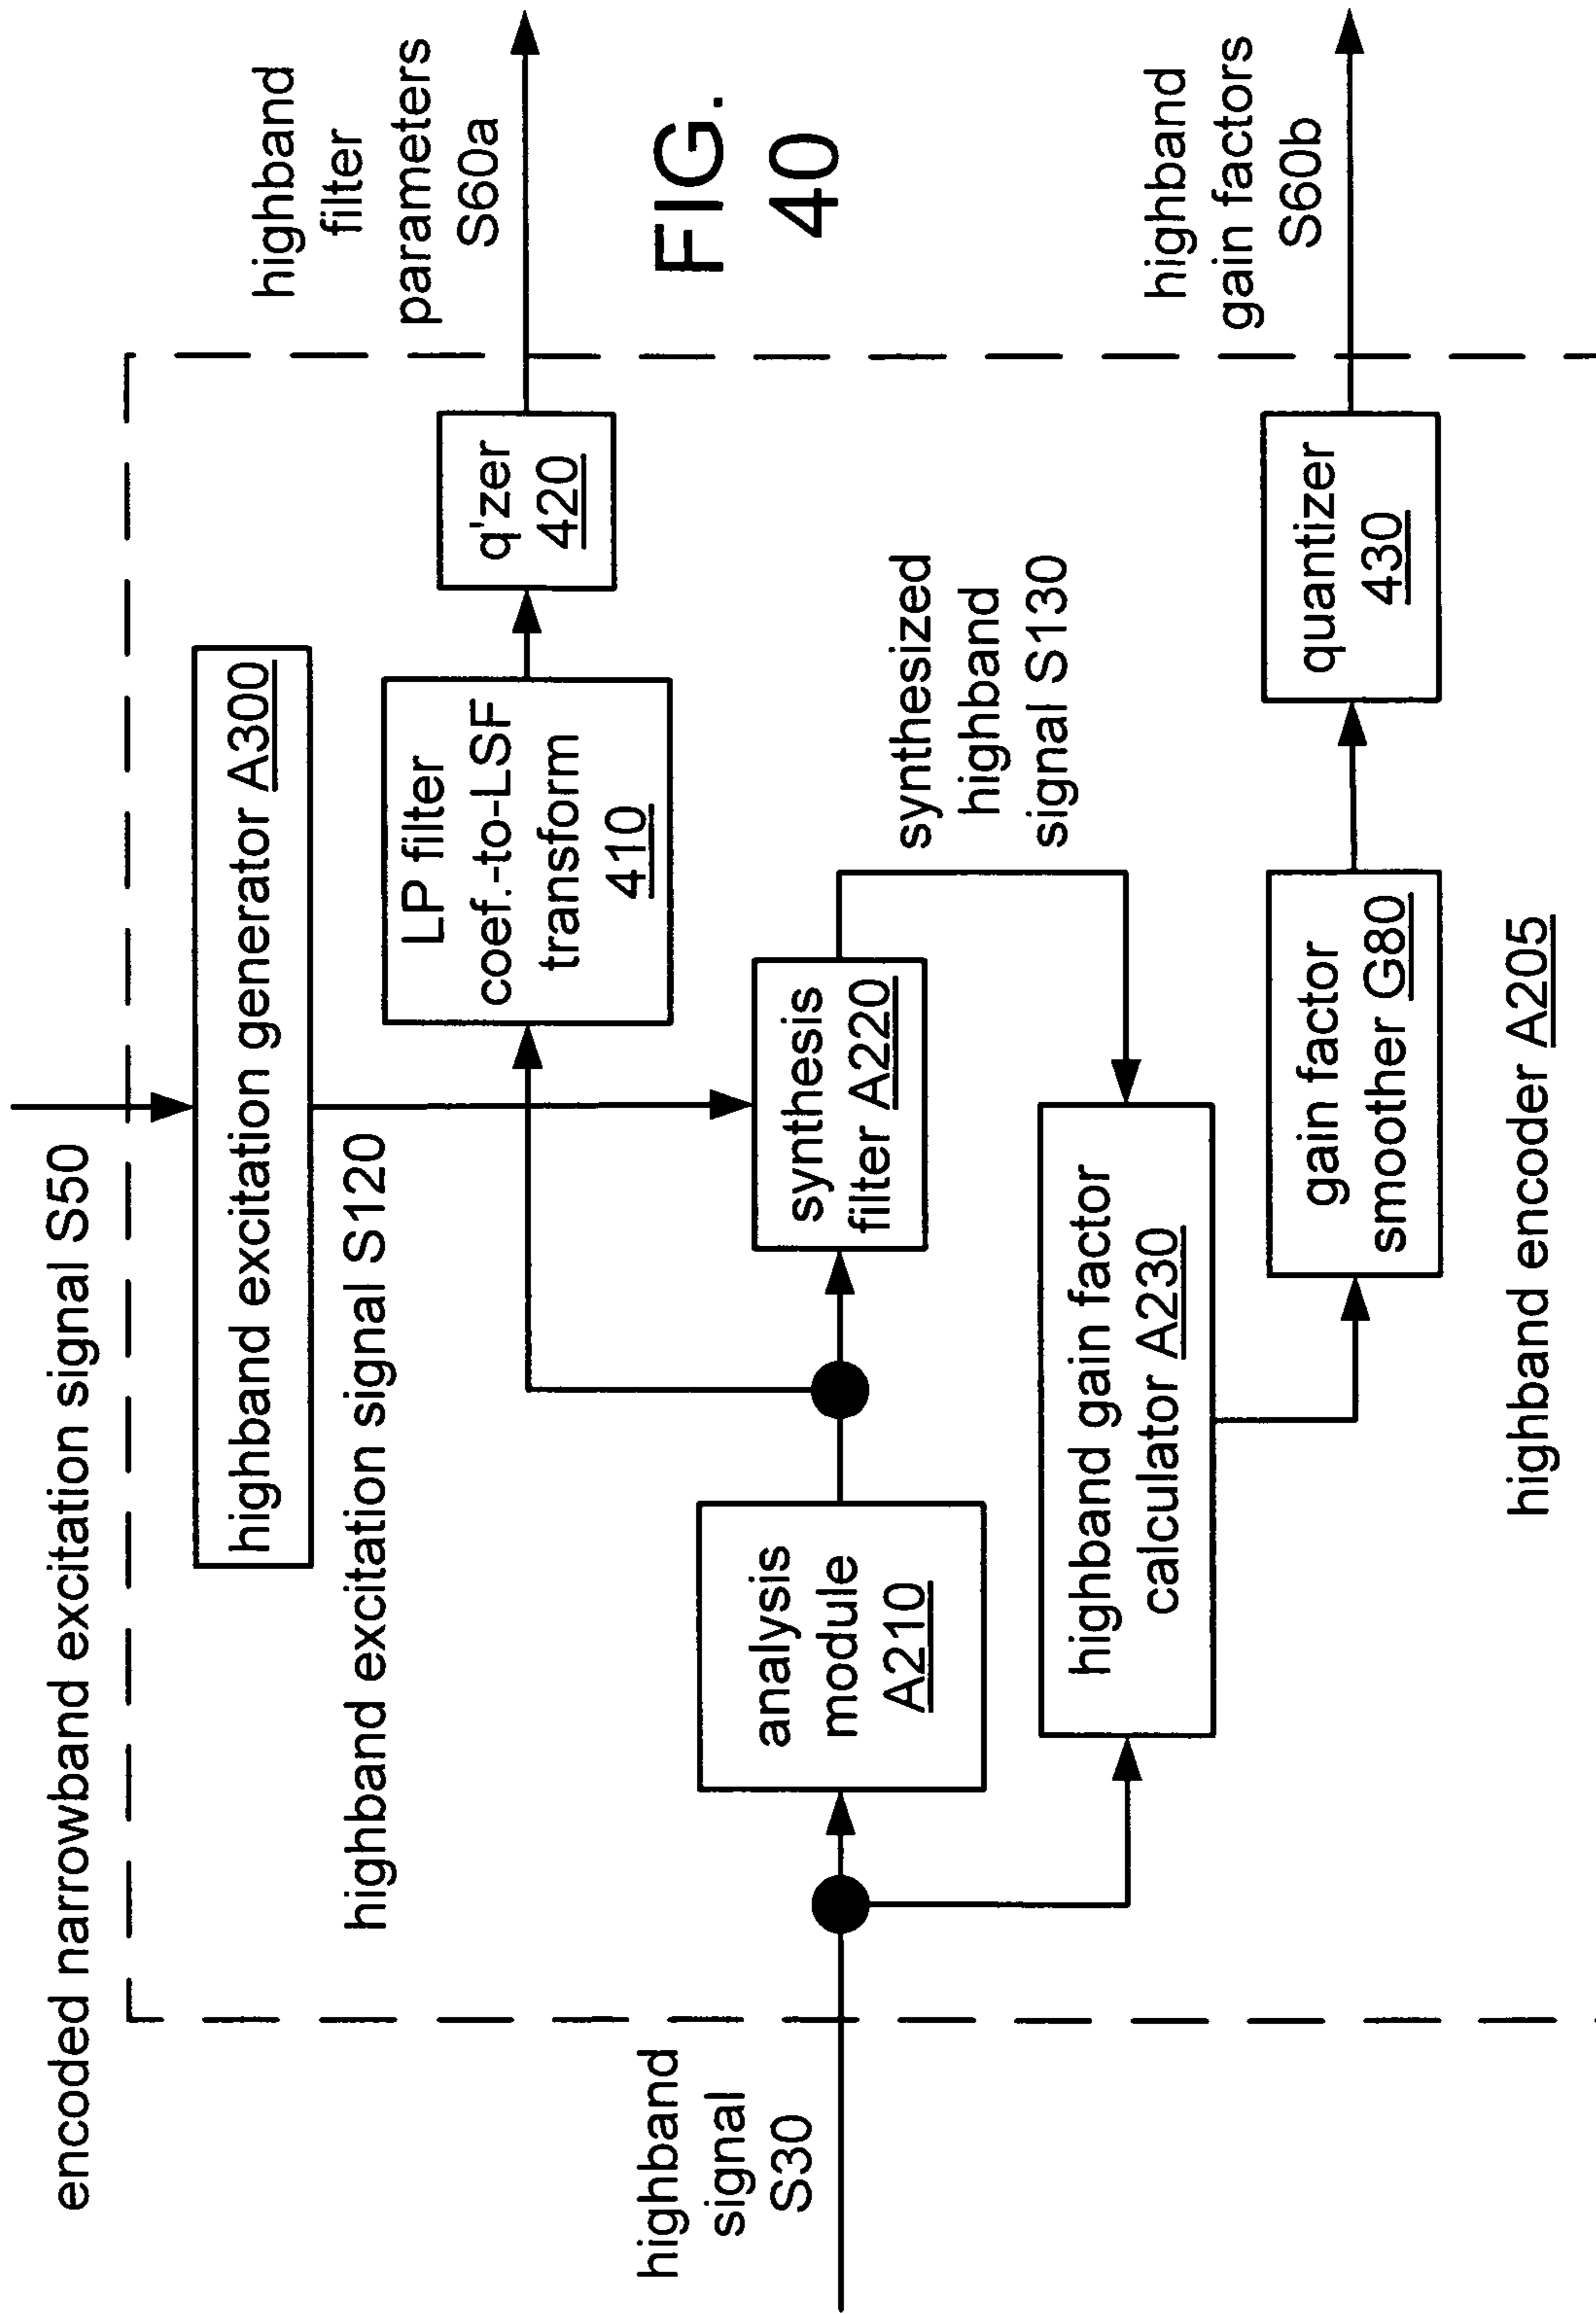 encoded narrowband excitation signal S50
highband excitation generator A300
highband excitation signal S120
highband
filter
parameters
S60a
LP filter
coef.-to-LSF
transform
410
q'zer
420
FIG.
40
highband
signal
S30
analysis
module
A210
synthesis
filter A220
synthesized
highband
signal S130
highband gain factor
calculator A230
gain factor
smoother G80
quantizer
430
highband
gain factors
S60b
highband encoder A205